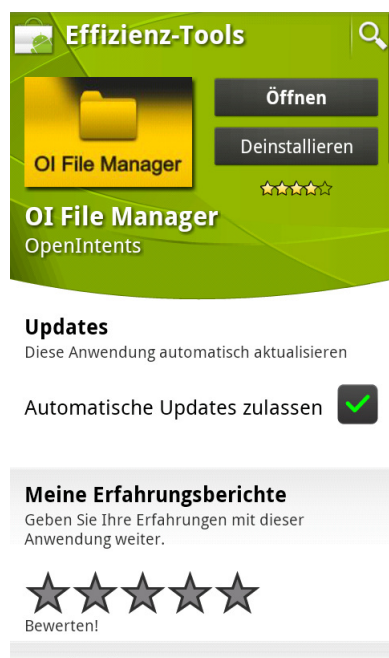 Effizienz-Tools
OI File Manager
Öffnen
Deinstallieren
OI File Manager
OpenIntents
Updates
Diese Anwendung automatisch aktualisieren
Automatische Updates zulassen
Meine Erfahrungsberichte
Geben Sie Ihre Erfahrungen mit dieser
Anwendung weiter.
Bewerten!